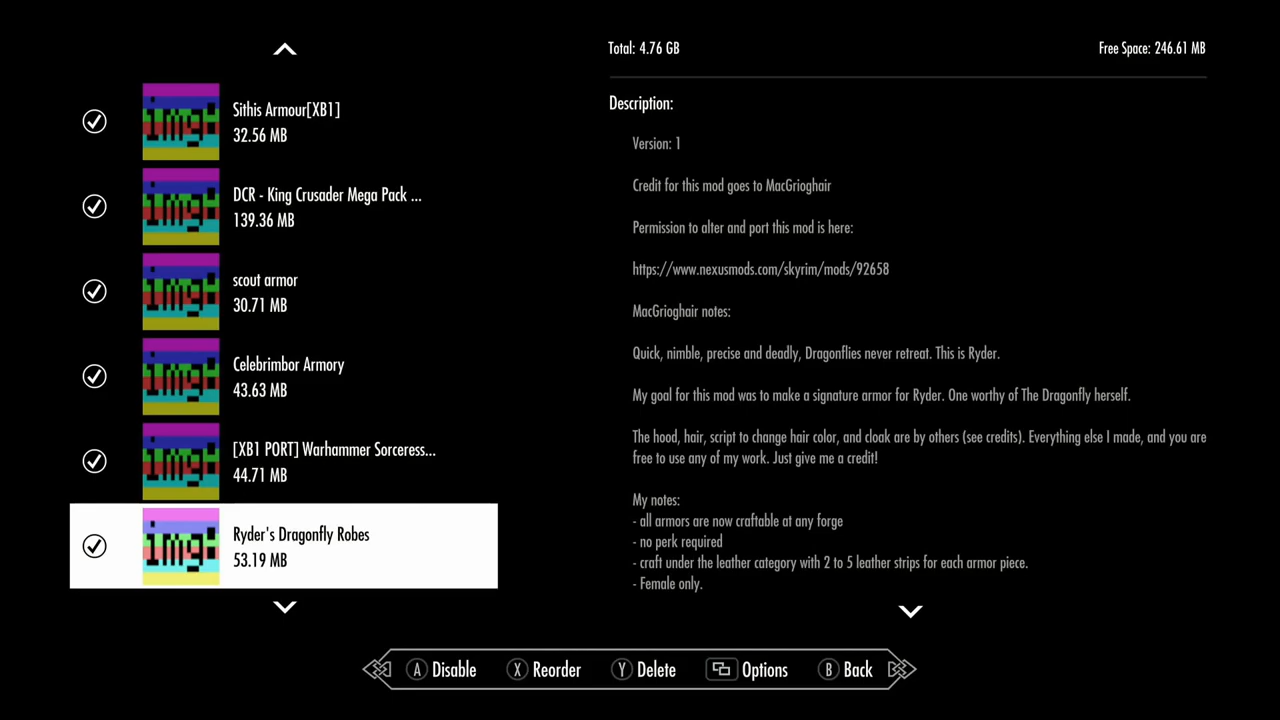 Total: 4.76 GB
Free Space: 246.61 MB
Sithis Armour[XB1]
32.56 MB
DCR - King Crusader Mega Pack ...
139.36 MB
scout armor
30.71 MB
Celebrimbor Armory
43.63 MB
[XB1 PORT] Warhammer Sorceress...
44.71 MB
Ryder's Dragonfly Robes
53.19 MB
Description:
Version: 1
Credit for this mod goes to MacGrioghair
Permission to alter and port this mod is here:
https://www.nexusmods.com/skyrim/mods/92658
MacGrioghair notes:
Quick, nimble, precise and deadly, Dragonflies never retreat. This is Ryder.
My goal for this mod was to make a signature armor for Ryder. One worthy of The Dragonfly herself.
The hood, hair, script to change hair color, and cloak are by others (see credits). Everything else I made, and you are
free to use any of my work. Just give me a credit!
My notes:
- all armors are now craftable at any forge
- no perk required
- craft under the leather category with 2 to 5 leather strips for each armor piece.
- Female only.
A Disable
X Reorder
Y Delete
Options
B Back